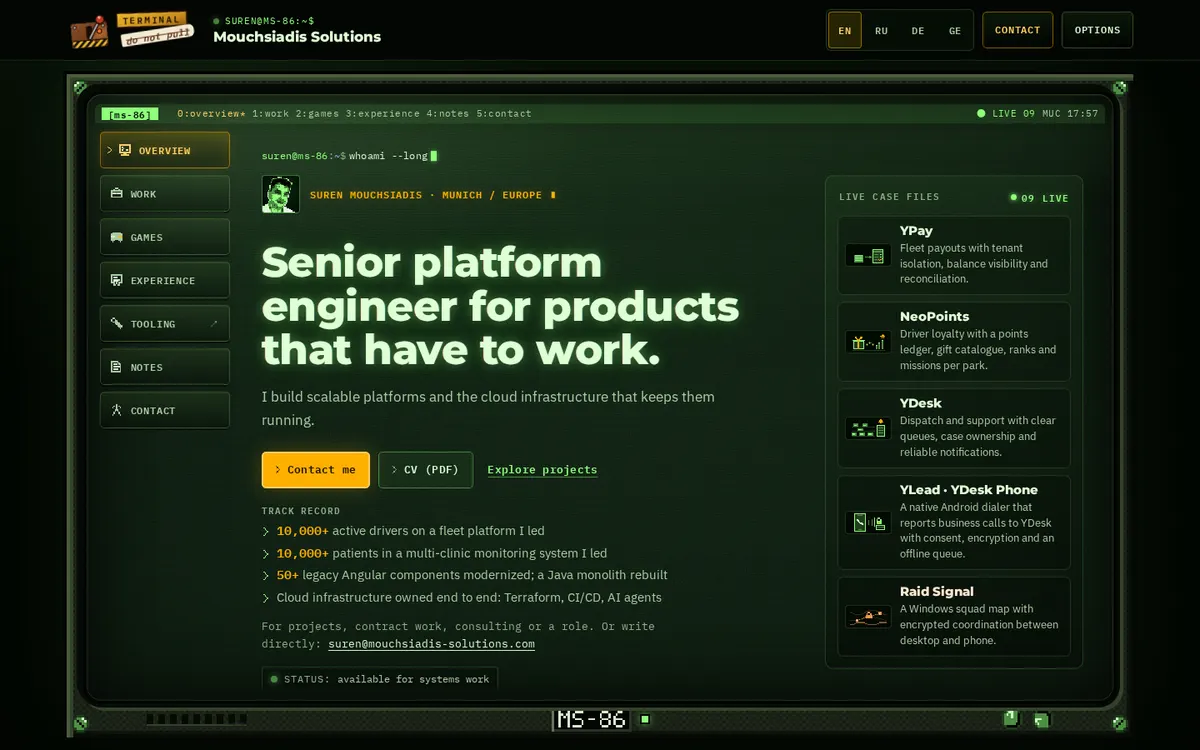 TERMINAL
do not pull
SUREN@MS-86:~$
Mouchsiadis Solutions
EN RU DE GE
CONTACT
OPTIONS
[ms-86] 0:overview* 1:work 2:games 3:experience 4:notes 5:contact
LIVE 09 MUC 17:57
> OVERVIEW
WORK
GAMES
EXPERIENCE
TOOLING ↗
NOTES
CONTACT
suren@ms-86:~$ whoami --long
SUREN MOUCHSIADIS · MUNICH / EUROPE
Senior platform
engineer for products
that have to work.
I build scalable platforms and the cloud infrastructure that keeps them
running.
> Contact me
> CV (PDF)
Explore projects
TRACK RECORD
> 10,000+ active drivers on a fleet platform I led
> 10,000+ patients in a multi-clinic monitoring system I led
> 50+ legacy Angular components modernized; a Java monolith rebuilt
> Cloud infrastructure owned end to end: Terraform, CI/CD, AI agents
For projects, contract work, consulting or a role. Or write
directly: suren@mouchsiadis-solutions.com
STATUS: available for systems work
LIVE CASE FILES
09 LIVE
YPay
Fleet payouts with tenant
isolation, balance visibility and
reconciliation.
NeoPoints
Driver loyalty with a points
ledger, gift catalogue, ranks and
missions per park.
YDesk
Dispatch and support with clear
queues, case ownership and
reliable notifications.
YLead · YDesk Phone
A native Android dialer that
reports business calls to YDesk
with consent, encryption and an
offline queue.
Raid Signal
A Windows squad map with
encrypted coordination between
desktop and phone.
MS-86